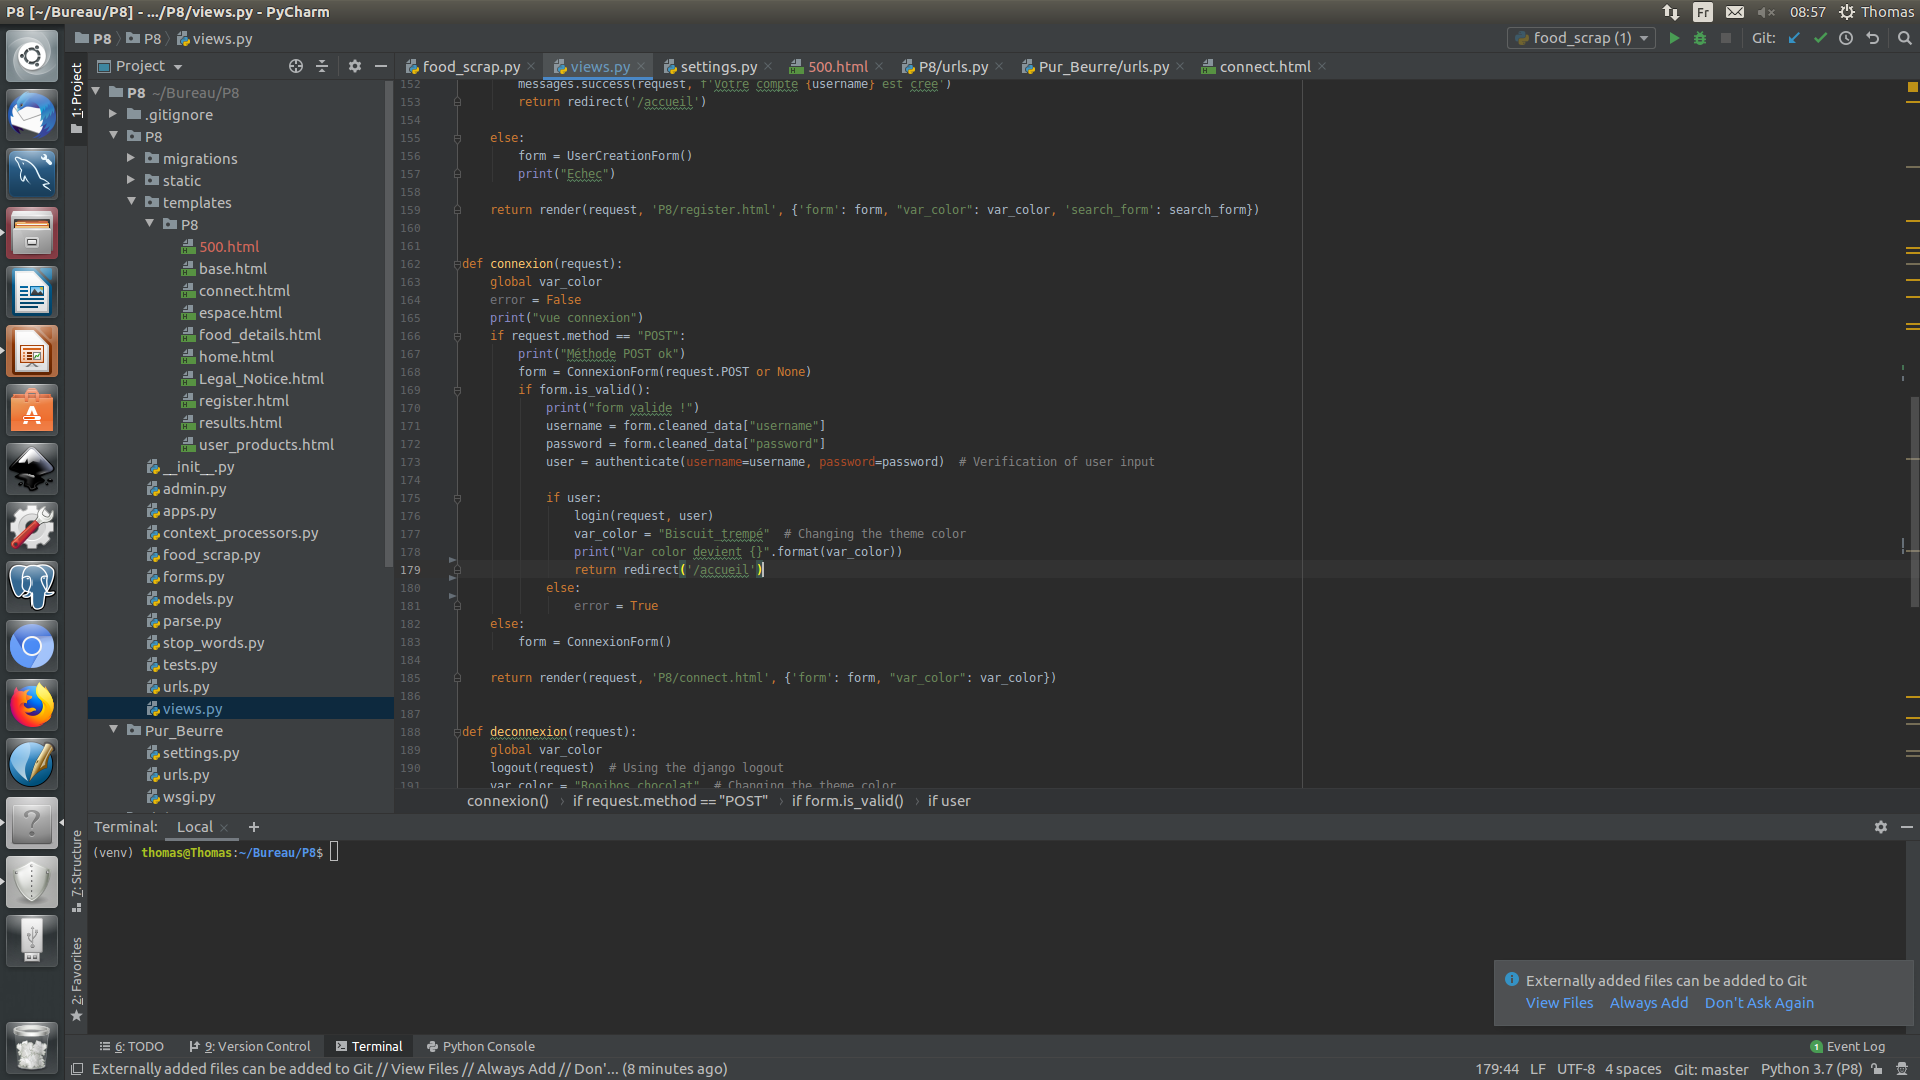 P8 [~/Bureau/P8] - .../P8/views.py - PyCharm
Fr 08:57 Thomas
P8 P8 views.py
food_scrap (1) Git:
Project
food_scrap.py views.py settings.py 500.html P8/urls.py Pur_Beurre/urls.py connect.html
1: Project
P8 ~/Bureau/P8
.gitignore
P8
migrations
static
templates
P8
500.html
base.html
connect.html
espace.html
food_details.html
home.html
Legal_Notice.html
register.html
results.html
user_products.html
__init__.py
admin.py
apps.py
context_processors.py
food_scrap.py
forms.py
models.py
parse.py
stop_words.py
tests.py
urls.py
views.py
Pur_Beurre
settings.py
urls.py
wsgi.py
152 messages.success(request, f'Votre compte {username} est créé')
153 return redirect('/accueil')
154
155 else:
156 form = UserCreationForm()
157 print("Echec")
158
159 return render(request, 'P8/register.html', {'form': form, "var_color": var_color, 'search_form': search_form})
160
161
162 def connexion(request):
163 global var_color
164 error = False
165 print("vue connexion")
166 if request.method == "POST":
167 print("Méthode POST ok")
168 form = ConnexionForm(request.POST or None)
169 if form.is_valid():
170 print("form valide !")
171 username = form.cleaned_data["username"]
172 password = form.cleaned_data["password"]
173 user = authenticate(username=username, password=password)  # Verification of user input
174
175 if user:
176 login(request, user)
177 var_color = "Biscuit_trempé"  # Changing the theme color
178 print("Var color devient {}".format(var_color))
179 return redirect('/accueil')
180 else:
181 error = True
182 else:
183 form = ConnexionForm()
184
185 return render(request, 'P8/connect.html', {'form': form, "var_color": var_color})
186
187
188 def deconnexion(request):
189 global var_color
190 logout(request)  # Using the django logout
191 var_color = "Rooibos_chocolat"  # Changing the theme color
connexion() if request.method == "POST" if form.is_valid() if user
Terminal: Local +
(venv) thomas@Thomas:~/Bureau/P8$
7: Structure
2: Favorites
Externally added files can be added to Git
View Files Always Add Don't Ask Again
6: TODO 9: Version Control Terminal Python Console 1 Event Log
Externally added files can be added to Git // View Files // Always Add // Don'... (8 minutes ago) 179:44 LF UTF-8 4 spaces Git: master Python 3.7 (P8)